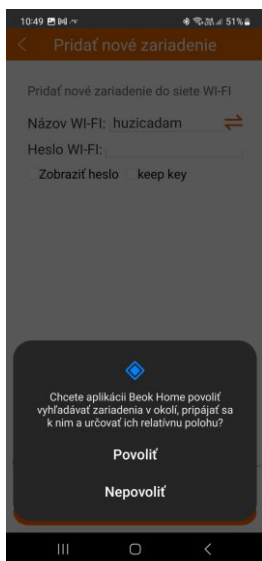 10:49 51%
Pridať nové zariadenie
Pridať nové zariadenie do siete WI-FI
Názov WI-FI: huzicadam
Heslo WI-FI:
Zobraziť heslo keep key
Chcete aplikácii Beok Home povoliť
vyhľadávať zariadenia v okolí, pripájať sa
k nim a určovať ich relatívnu polohu?
Povoliť
Nepovoliť